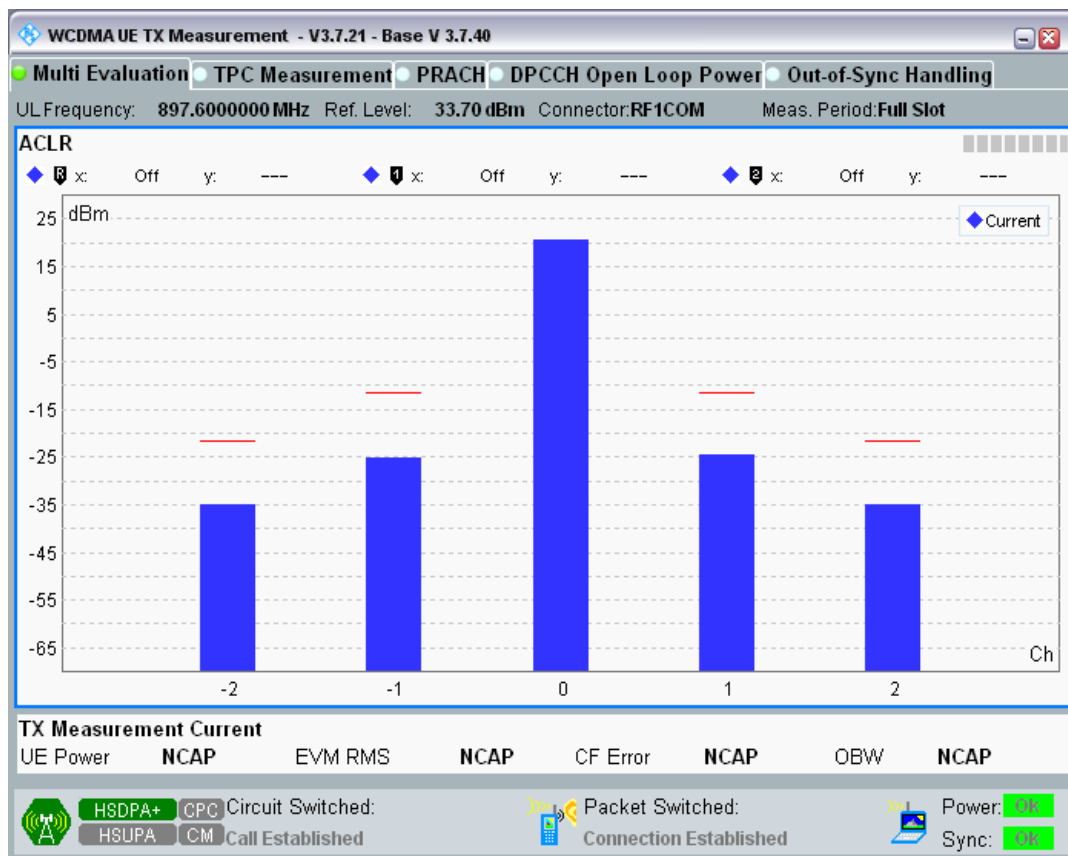 WCDMA UE TX Measurement - V3.7.21 - Base V 3.7.40
Multi Evaluation TPC Measurement PRACH DPCCH Open Loop Power Out-of-Sync Handling
UL Frequency: 897.6000000 MHz Ref. Level: 33.70 dBm Connector:RF1COM Meas. Period:Full Slot
ACLR
R x: Off y: --- 1 x: Off y: --- 2 x: Off y: ---
dBm
Current
25
15
5
-5
-15
-25
-35
-45
-55
-65
Ch
-2 -1 0 1 2
TX Measurement Current
UE Power NCAP EVM RMS NCAP CF Error NCAP OBW NCAP
HSDPA+ CPC Circuit Switched: Packet Switched: Power: OK
HSUPA CM Call Established Connection Established Sync: OK